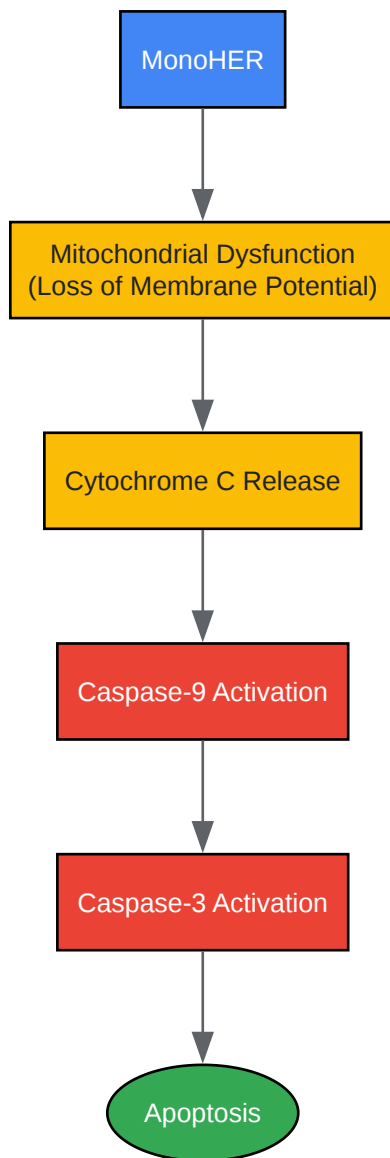 MonoHER
Mitochondrial Dysfunction
(Loss of Membrane Potential)
Cytochrome C Release
Caspase-9 Activation
Caspase-3 Activation
Apoptosis